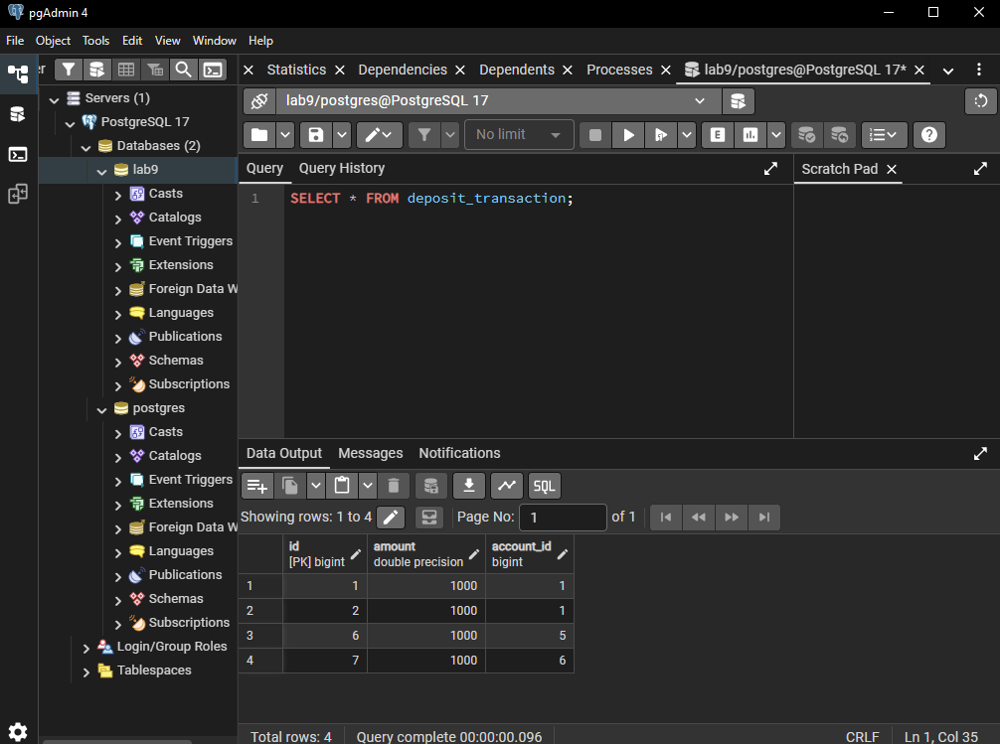 pgAdmin 4
File Object Tools Edit View Window Help
Statistics Dependencies Dependents Processes lab9/postgres@PostgreSQL 17*
Servers (1)
PostgreSQL 17
Databases (2)
lab9
Casts
Catalogs
Event Triggers
Extensions
Foreign Data W
Languages
Publications
Schemas
Subscriptions
postgres
Casts
Catalogs
Event Triggers
Extensions
Foreign Data W
Languages
Publications
Schemas
Subscriptions
Login/Group Roles
Tablespaces
lab9/postgres@PostgreSQL 17
No limit
E
Query Query History
Scratch Pad
1 SELECT * FROM deposit_transaction;
Data Output Messages Notifications
SQL
Showing rows: 1 to 4 Page No: 1 of 1
id amount account_id
[PK] bigint double precision bigint
1 1 1000 1
2 2 1000 1
3 6 1000 5
4 7 1000 6
Total rows: 4 Query complete 00:00:00.096 CRLF Ln 1, Col 35